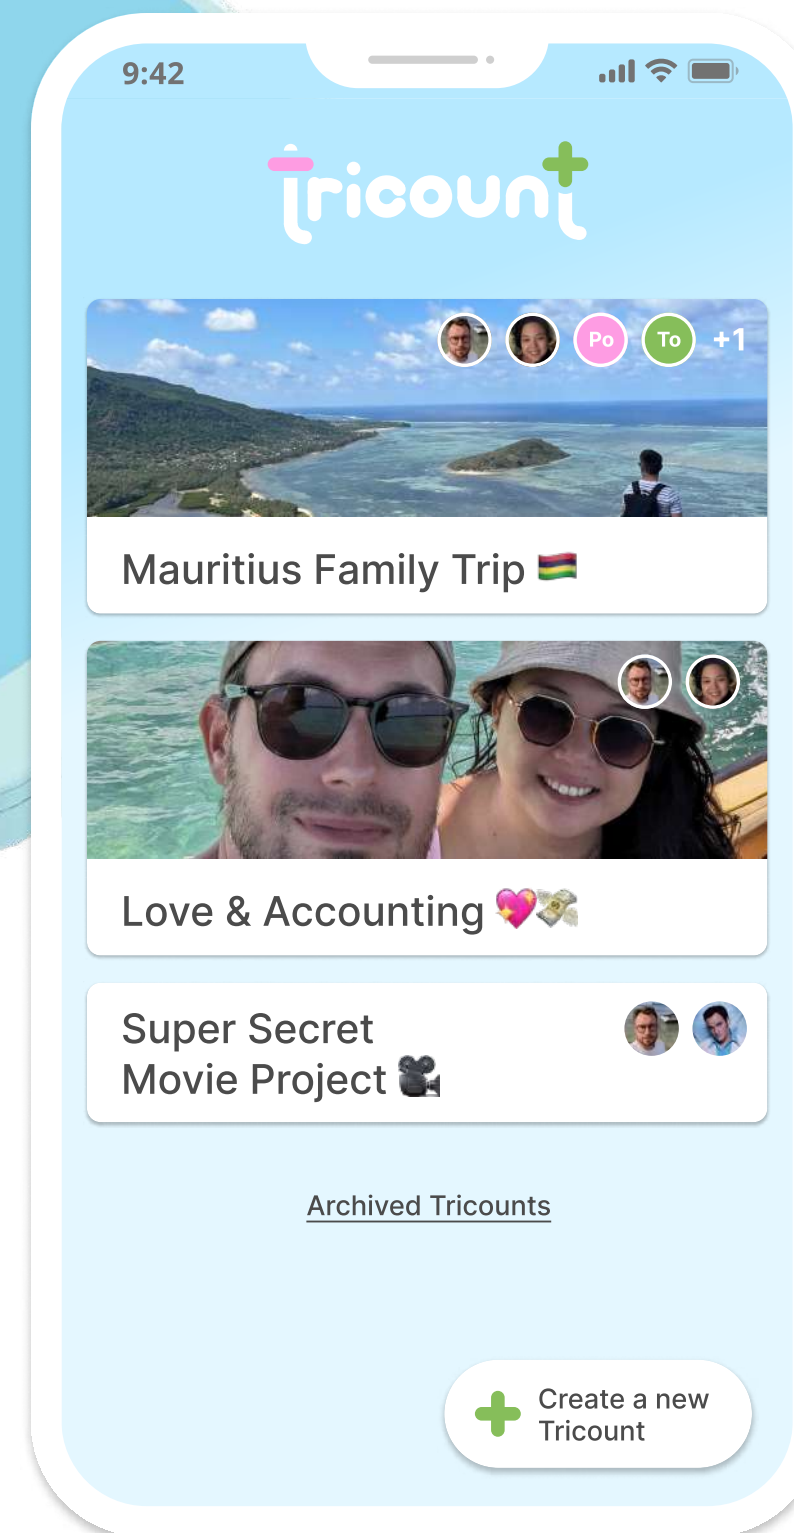 9:42
tricount
Po To +1
Mauritius Family Trip 🇲🇺
Love & Accounting 💖💸
Super Secret
Movie Project 🎥
Archived Tricounts
Create a new
Tricount